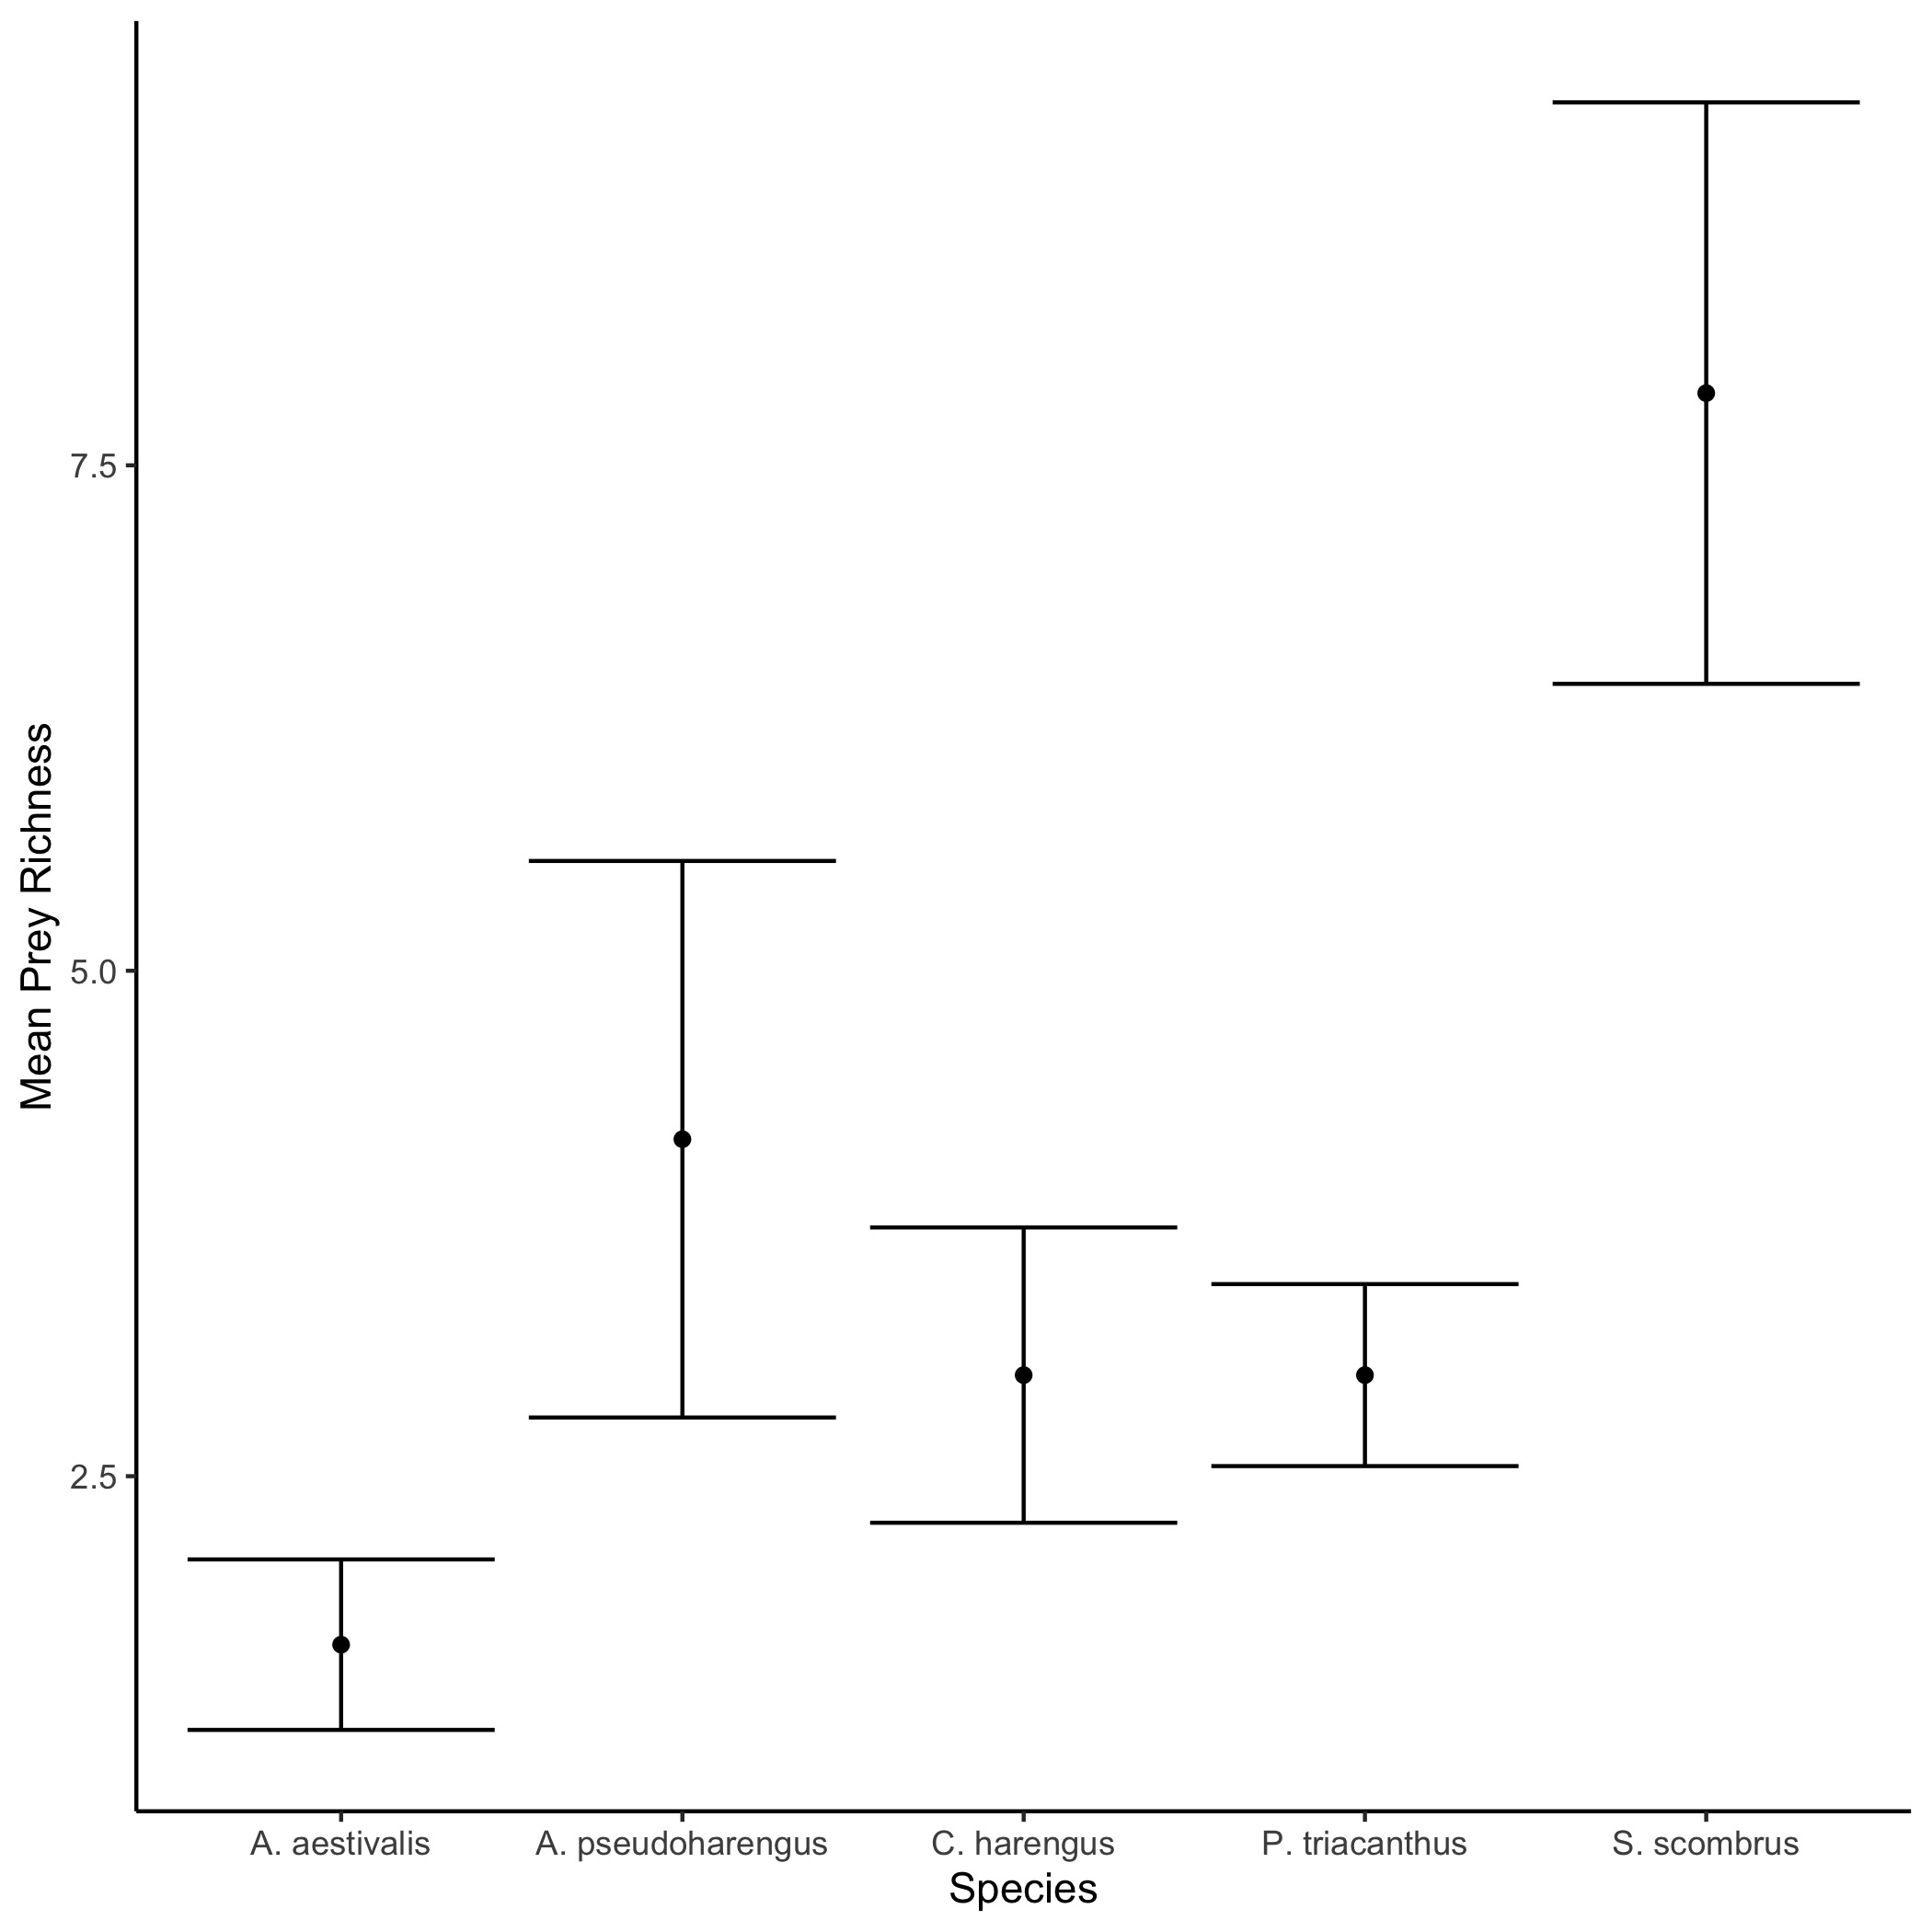 Mean Prey Richness
7.5
5.0
2.5
A. aestivalis A. pseudoharengus C. harengus P. triacanthus S. scombrus
Species